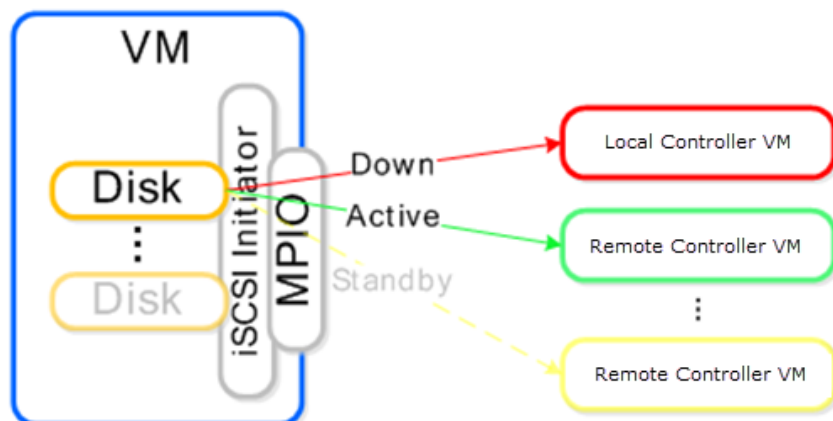 VM
Disk
Disk
iSCSI Initiator
MPIO
Down
Active
Standby
Local Controller VM
Remote Controller VM
Remote Controller VM